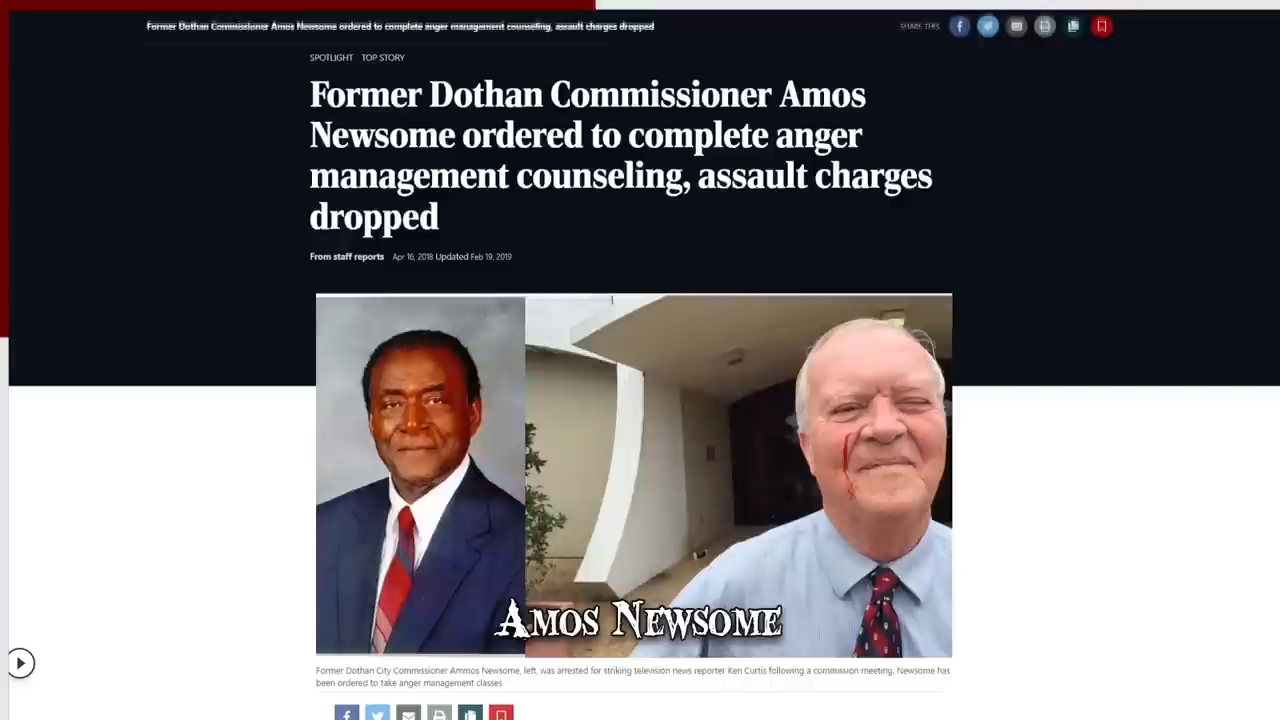 Former Dothan Commissioner Amos Newsome ordered to complete anger management counseling, assault charges dropped
SHARE THIS
SPOTLIGHT TOP STORY
Former Dothan Commissioner Amos
Newsome ordered to complete anger
management counseling, assault charges
dropped
From staff reports Apr 16, 2018 Updated Feb 19, 2019
Amos Newsome
Former Dothan City Commissioner Ammos Newsome, left, was arrested for striking television news reporter Ken Curtis following a commission meeting. Newsome has
been ordered to take anger management classes